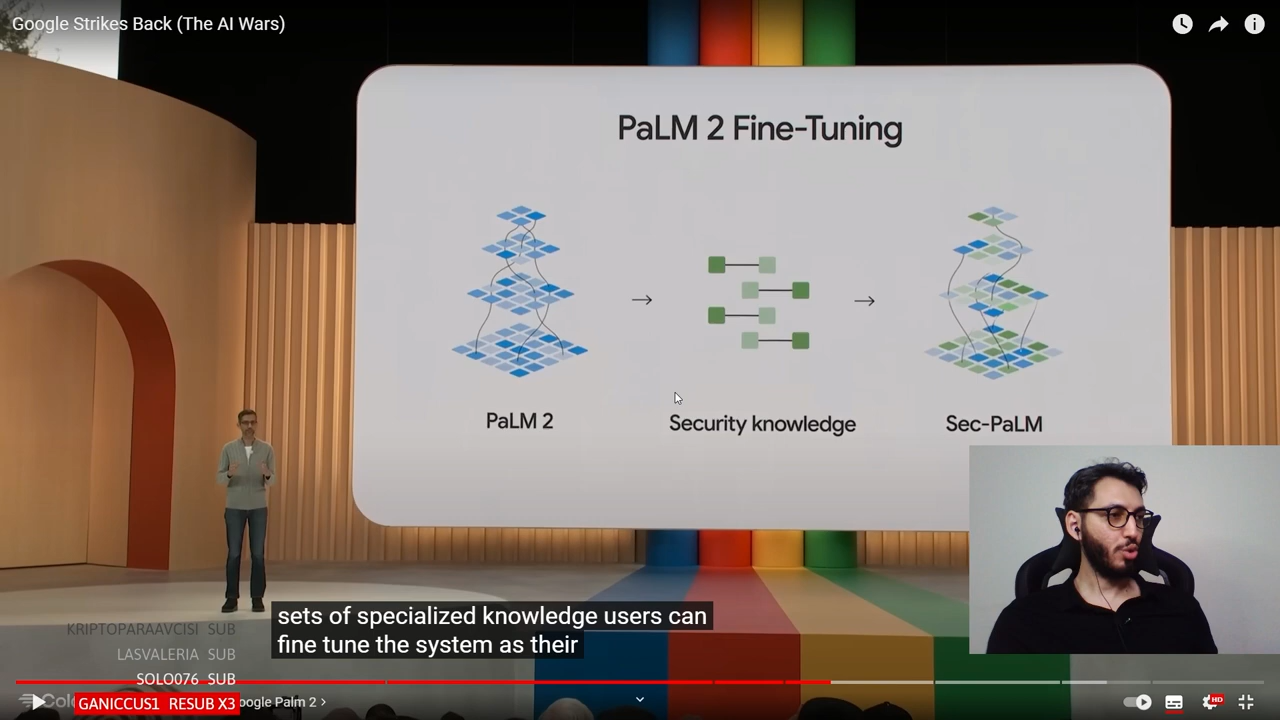 Google Strikes Back (The AI Wars)
PaLM 2 Fine-Tuning
PaLM 2
Security knowledge
Sec-PaLM
sets of specialized knowledge users can
fine tune the system as their
KRIPTOPARAAVCISI SUB
LASVALERIA SUB
SOLO076 SUB
GANICCUS1 RESUB X3
oogle Palm 2 >
HD